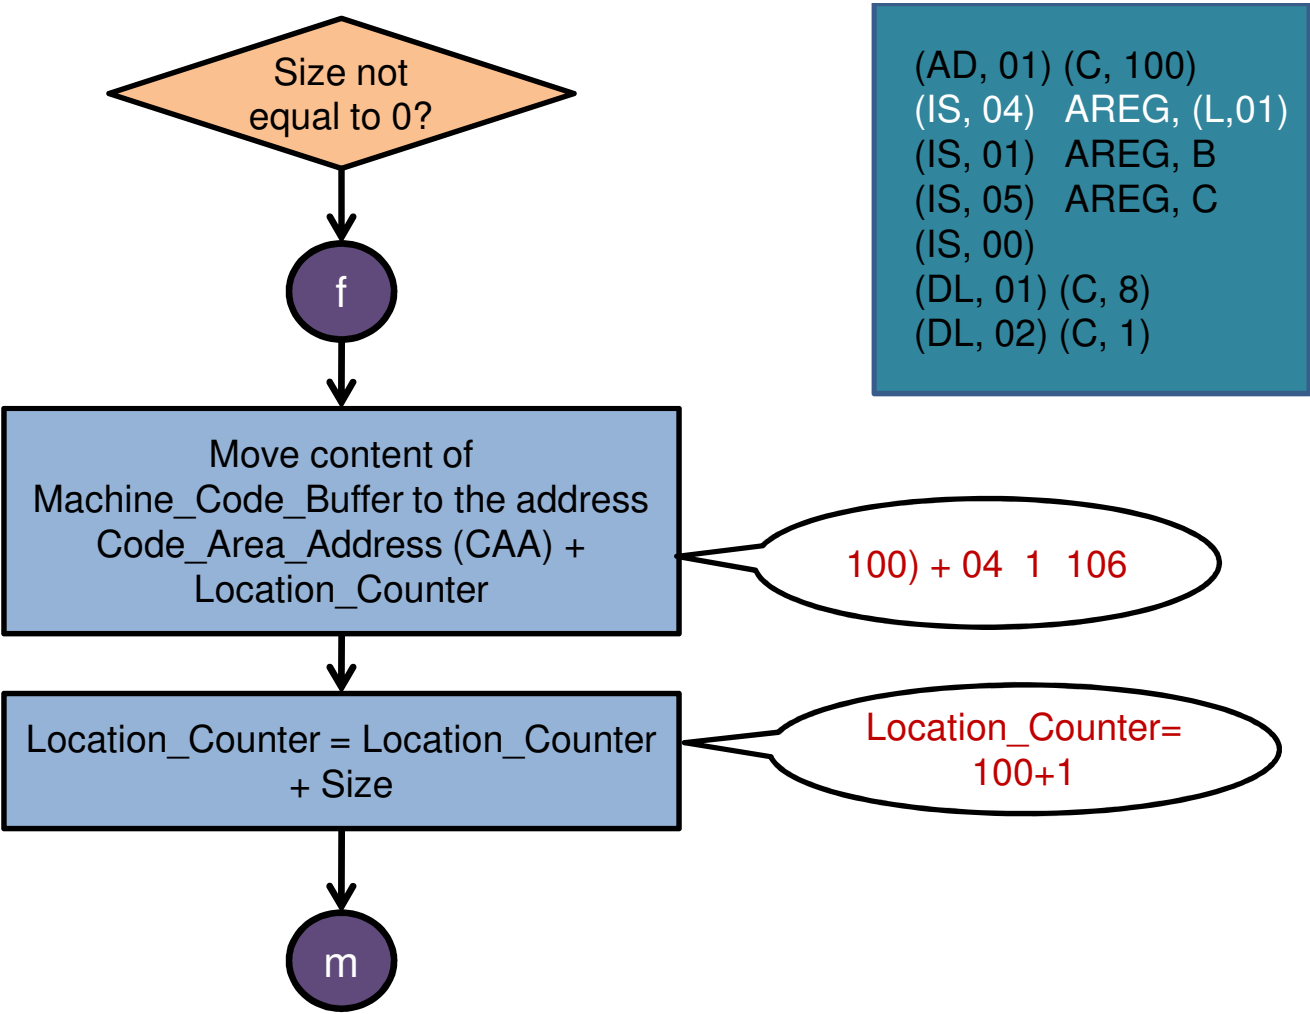 Size not
equal to 0?
f
Move content of
Machine_Code_Buffer to the address
Code_Area_Address (CAA) +
Location_Counter
100) + 04 1 106
Location_Counter = Location_Counter
+ Size
Location_Counter=
100+1
m
(AD, 01) (C, 100)
(IS, 04) AREG, (L,01)
(IS, 01) AREG, B
(IS, 05) AREG, C
(IS, 00)
(DL, 01) (C, 8)
(DL, 02) (C, 1)